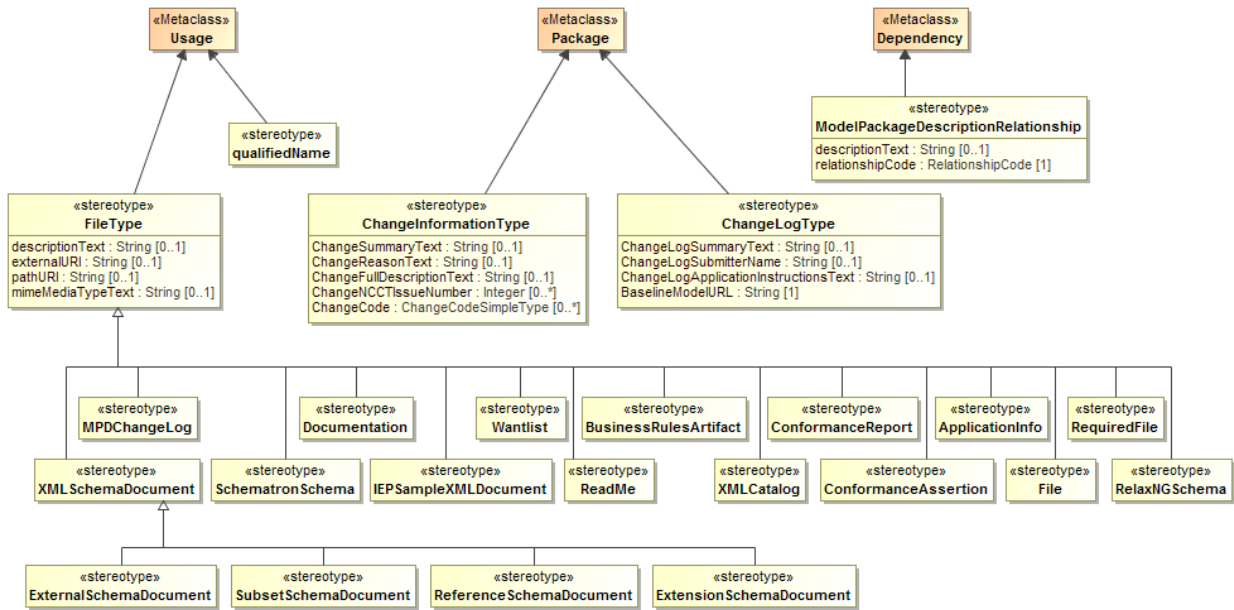 «Metaclass»
Usage
«Metaclass»
Package
«Metaclass»
Dependency
«stereotype»
qualifiedName
«stereotype»
ModelPackageDescriptionRelationship
descriptionText : String [0..1]
relationshipCode : RelationshipCode [1]
«stereotype»
FileType
descriptionText : String [0..1]
externalURI : String [0..1]
pathURI : String [0..1]
mimeMediaTypeText : String [0..1]
«stereotype»
ChangeInformationType
ChangeSummaryText : String [0..1]
ChangeReasonText : String [0..1]
ChangeFullDescriptionText : String [0..1]
ChangeNCCTIssueNumber : Integer [0..*]
ChangeCode : ChangeCodeSimpleType [0..*]
«stereotype»
ChangeLogType
ChangeLogSummaryText : String [0..1]
ChangeLogSubmitterName : String [0..1]
ChangeLogApplicationInstructionsText : String [0..1]
BaselineModelURL : String [1]
«stereotype»
MPDChangeLog
«stereotype»
Documentation
«stereotype»
Wantlist
«stereotype»
BusinessRulesArtifact
«stereotype»
ConformanceReport
«stereotype»
ApplicationInfo
«stereotype»
RequiredFile
«stereotype»
XMLSchemaDocument
«stereotype»
SchematronSchema
«stereotype»
IEPSampleXMLDocument
«stereotype»
ReadMe
«stereotype»
XMLCatalog
«stereotype»
ConformanceAssertion
«stereotype»
File
«stereotype»
RelaxNGSchema
«stereotype»
ExternalSchemaDocument
«stereotype»
SubsetSchemaDocument
«stereotype»
ReferenceSchemaDocument
«stereotype»
ExtensionSchemaDocument